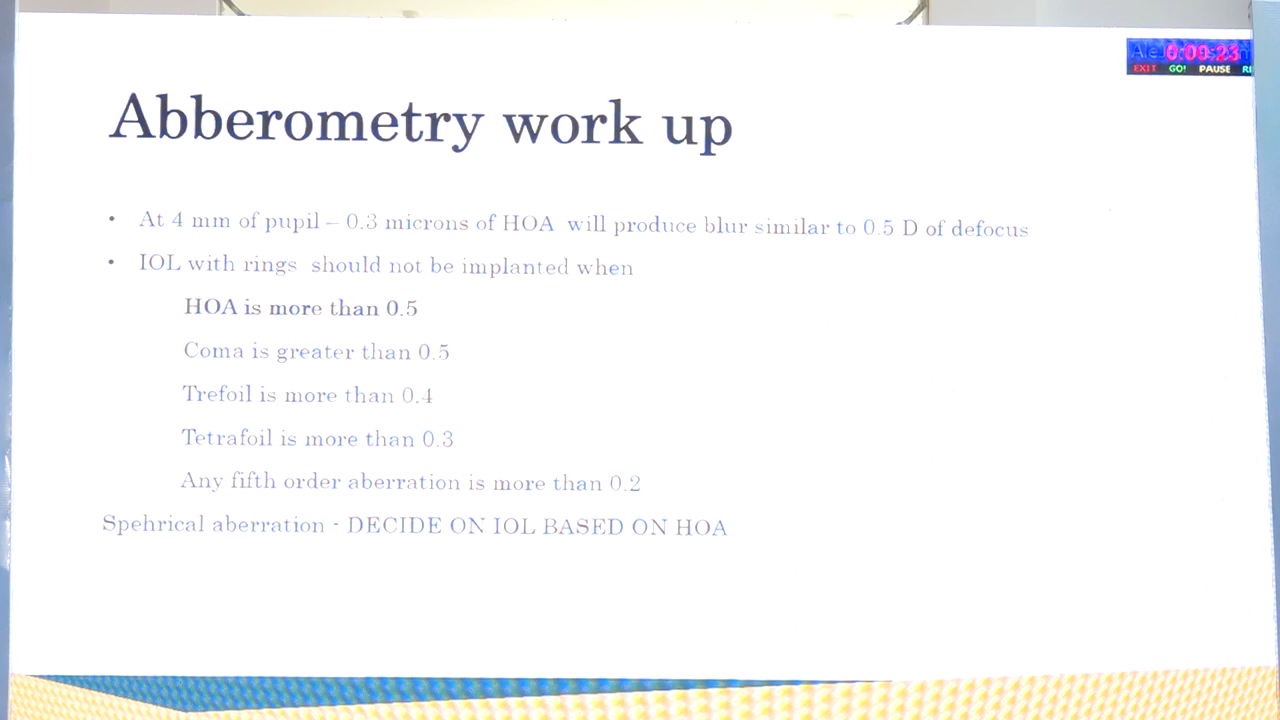 0:00:23
EXIT GO! PAUSE
Abberometry work up
• At 4 mm of pupil – 0.3 microns of HOA will produce blur similar to 0.5 D of defocus
• IOL with rings should not be implanted when
HOA is more than 0.5
Coma is greater than 0.5
Trefoil is more than 0.4
Tetrafoil is more than 0.3
Any fifth order aberration is more than 0.2
Spehrical aberration - DECIDE ON IOL BASED ON HOA